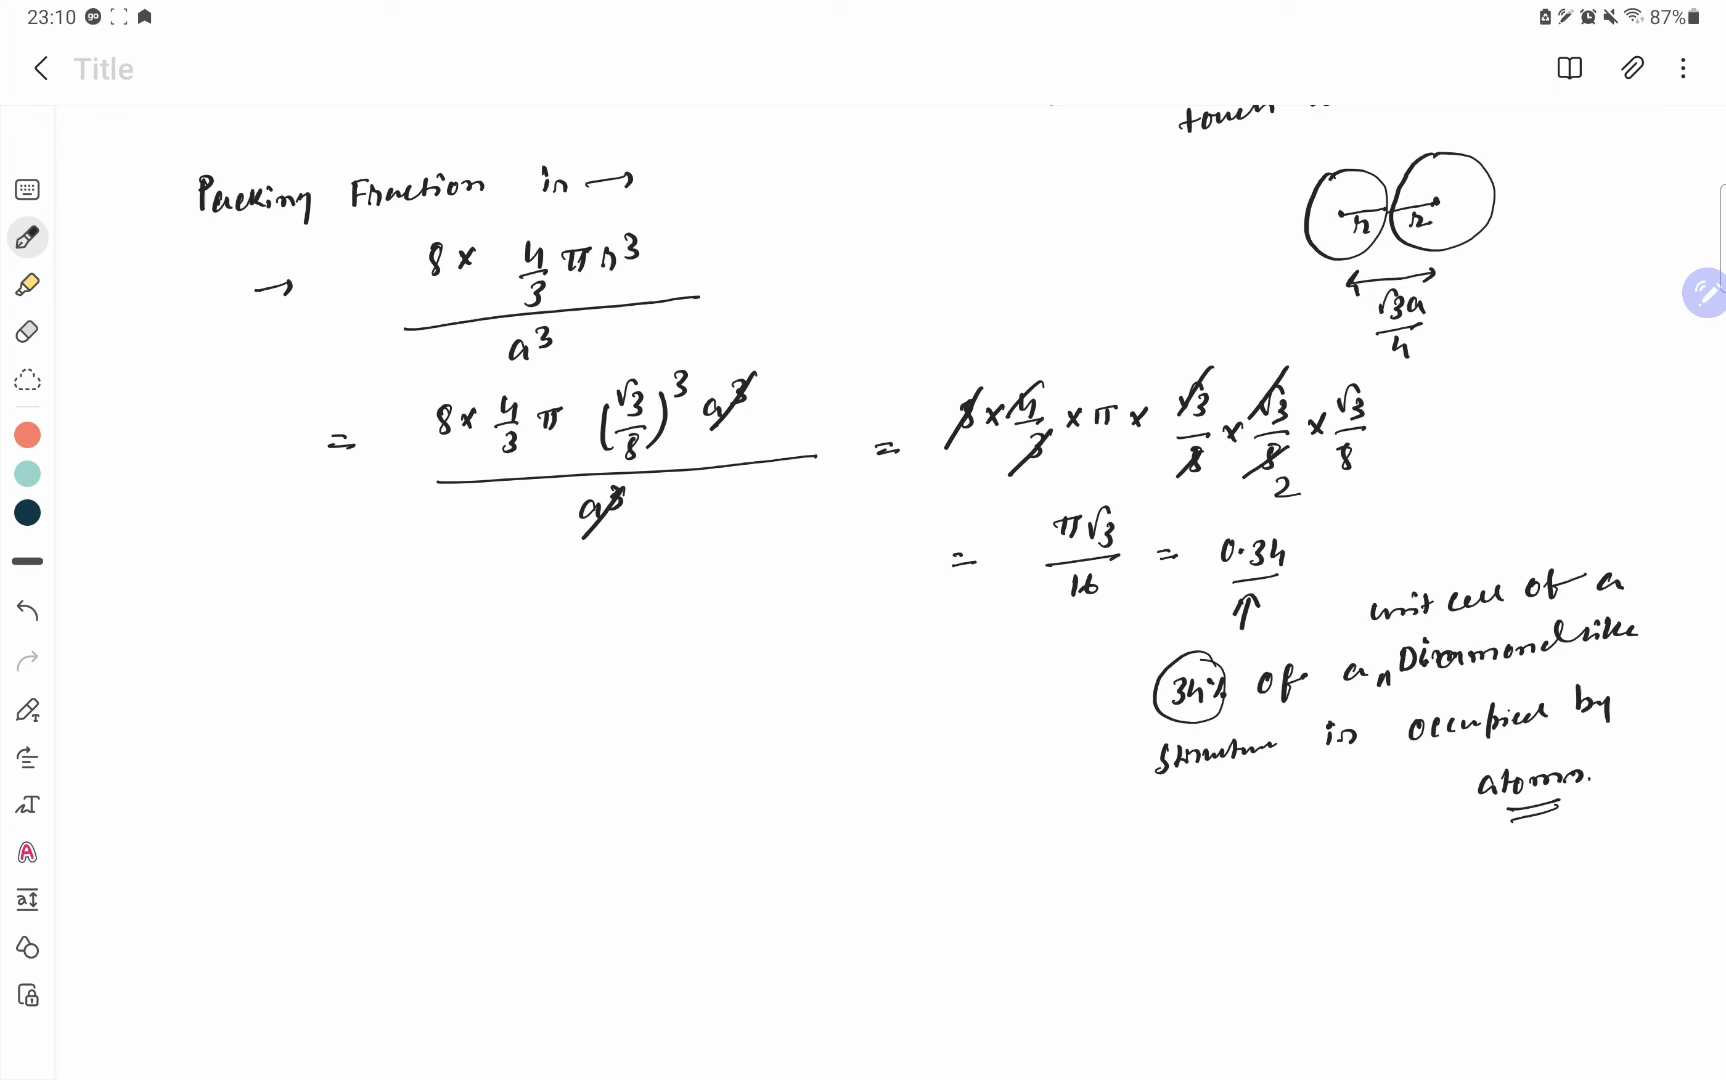 23:10 go 87%
Title
touch
Packing Fraction is →
r r
√3a/4
→ (8 × 4/3 π r³) / a³
= (8 × 4/3 π (√3/8)³ a³) / a³ = 8 × 4/3 × π × √3/8 × √3/8 × √3/8
2
= π√3/16 = 0.34
↑
unit cell of a
34% of a ∧ Diamond like
structure is occupied by
atoms.